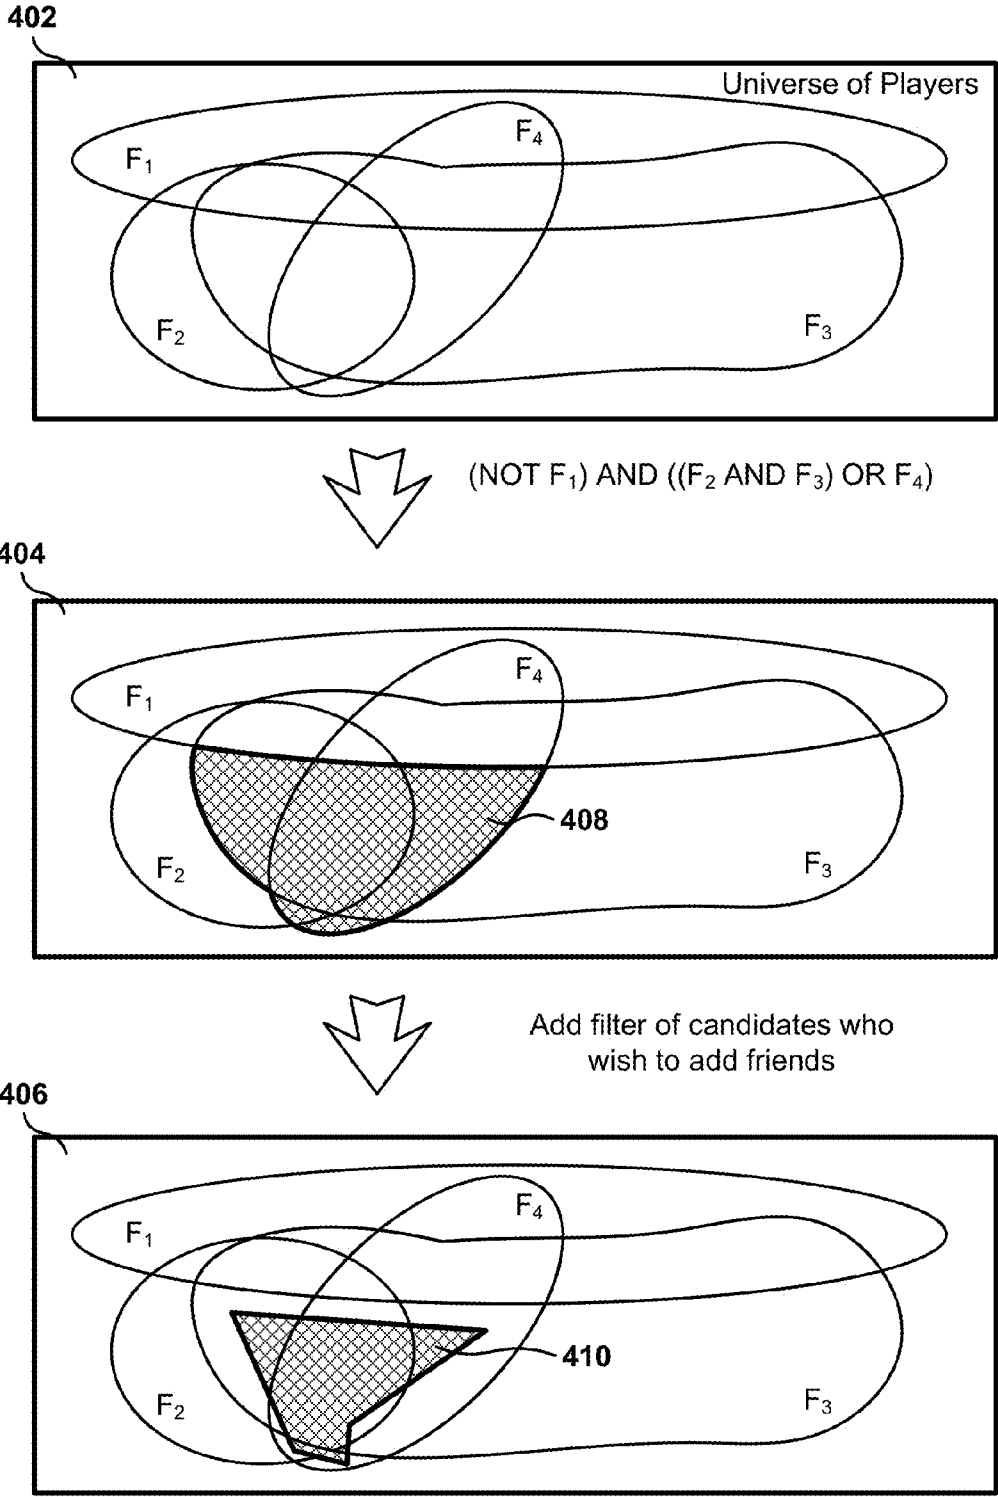 402
Universe of Players
F4
F1
F2
F3
(NOT F1) AND ((F2 AND F3) OR F4)
404
F4
F1
408
F2
F3
Add filter of candidates who
wish to add friends
406
F4
F1
410
F2
F3